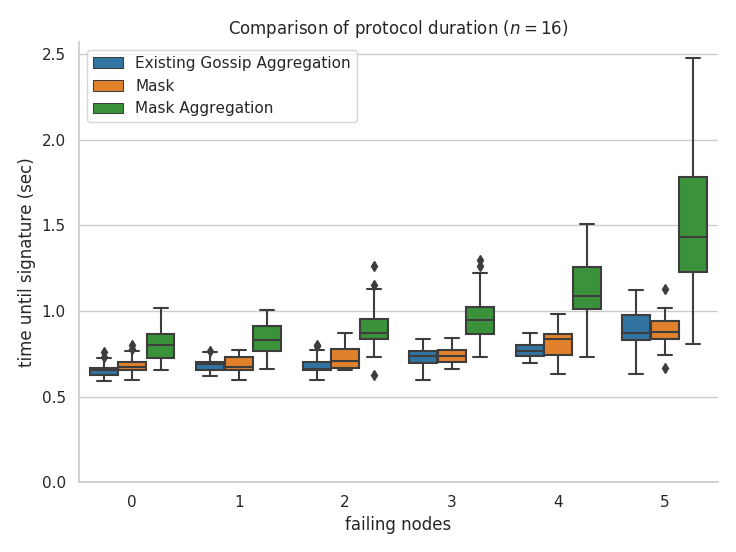 Comparison of protocol duration (n = 16)
Existing Gossip Aggregation
Mask
Mask Aggregation
time until signature (sec)
2.5
2.0
1.5
1.0
0.5
0.0
0 1 2 3 4 5
failing nodes